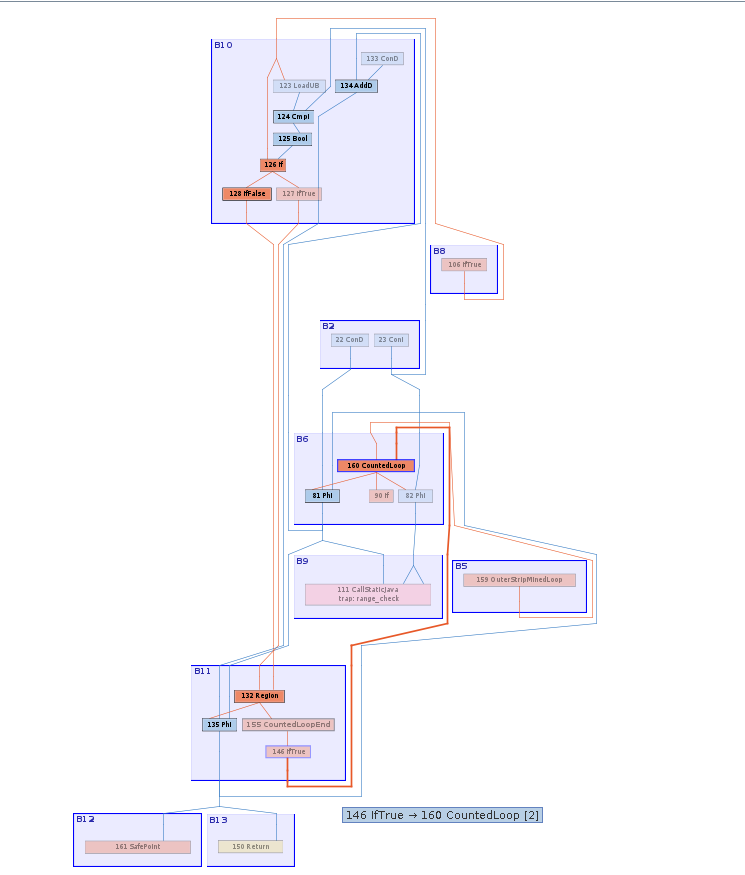 B10
133 ConD
123 LoadUB
134 AddD
124 CmpI
125 Bool
126 If
128 IfFalse
127 IfTrue
B8
106 IfTrue
B2
22 ConD
23 ConI
B6
160 CountedLoop
81 Phi
90 If
82 Phi
B9
111 CallStaticJava
trap: range_check
B5
159 OuterStripMinedLoop
B11
132 Region
135 Phi
155 CountedLoopEnd
146 IfTrue
B12
161 SafePoint
B13
150 Return
146 IfTrue → 160 CountedLoop [2]